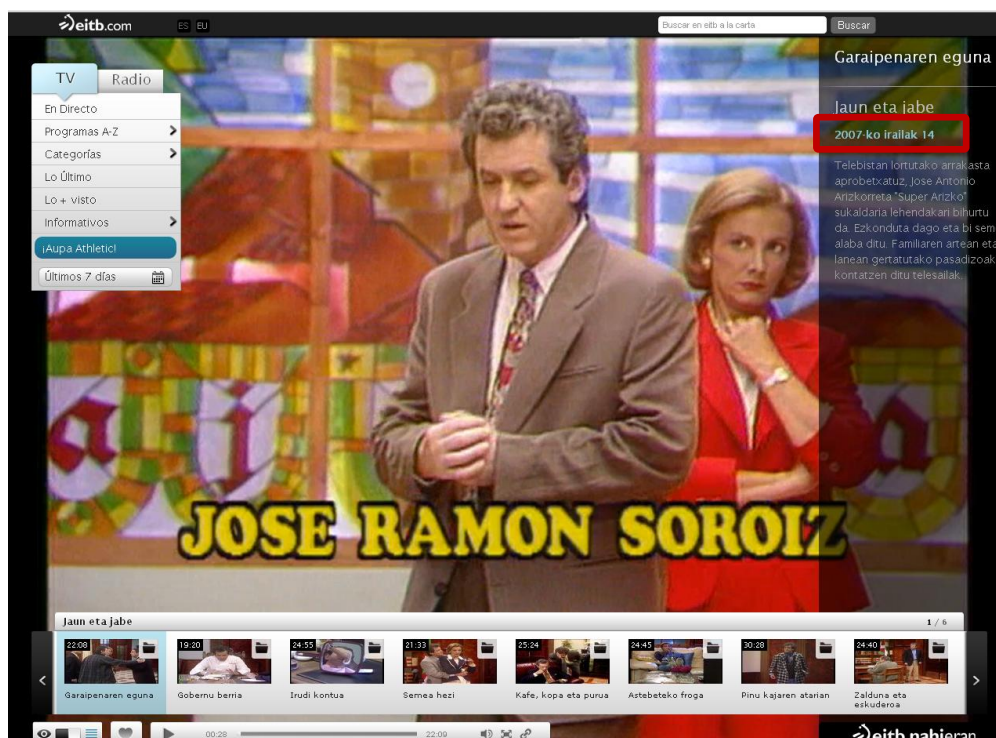 eitb.com
ES EU
Buscar en eitb a la carta
Buscar
TV
Radio
En Directo
Programas A-Z
Categorías
Lo Último
Lo + visto
Informativos
¡Aupa Athletic!
Últimos 7 días
Garaipenaren eguna
Jaun eta jabe
2007-ko irailak 14
Telebistan lortutako arrakasta
aprobetxatuz, Jose Antonio
Arizkorreta "Super Arizko"
sukaldaria lehendakari bihurtu
da. Ezkonduta dago eta bi seme
alaba ditu. Familiaren artean eta
lanean gertatutako pasadizoak
kontatzen ditu telesailak.
JOSE RAMON SOROIZ
Jaun eta jabe
1 / 6
22:08
19:20
24:55
21:33
25:24
24:45
30:28
24:40
Garaipenaren eguna
Gobernu berria
Irudi kontua
Semea hezi
Kafe, kopa eta purua
Astebeteko froga
Pinu kajaren atarian
Zalduna eta
eskuderoa
00:28
22:09
eitb.nahieran